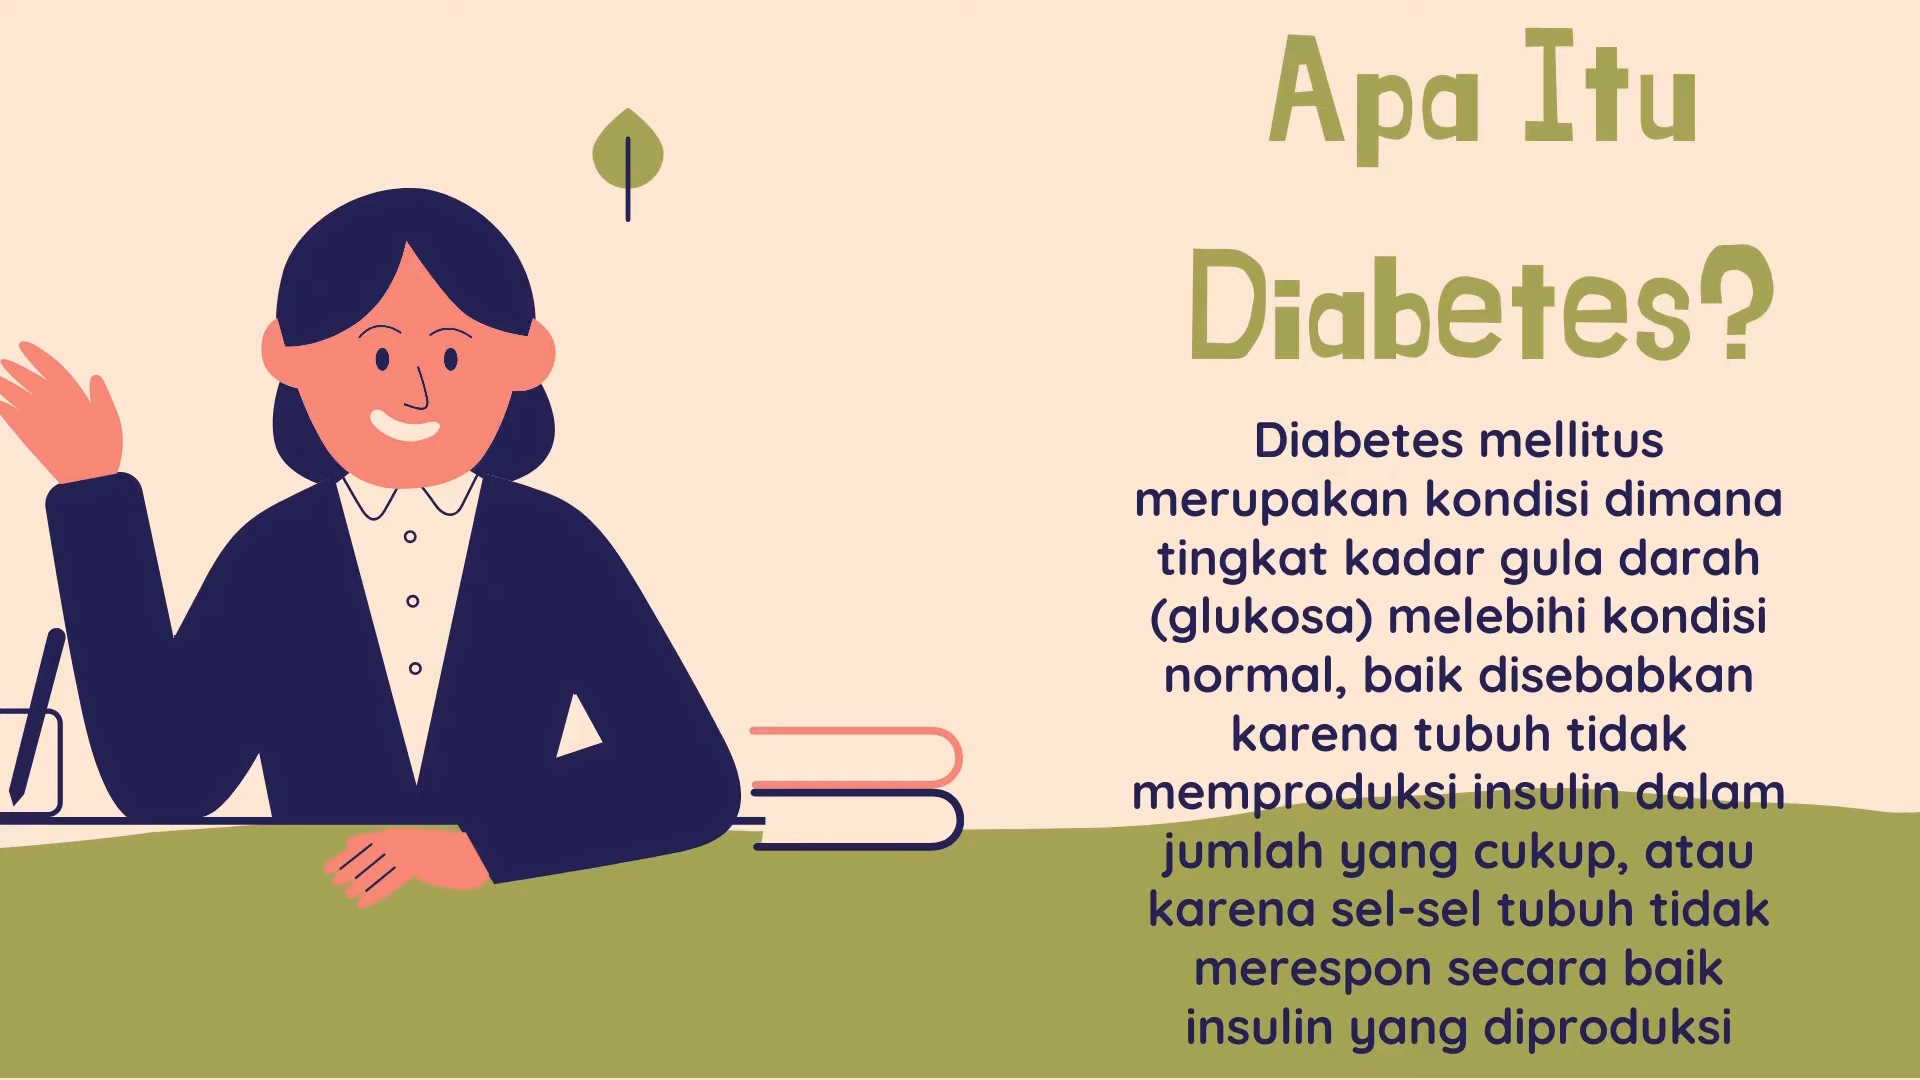 Apa Itu
Diabetes?
Diabetes mellitus
merupakan kondisi dimana
tingkat kadar gula darah
(glukosa) melebihi kondisi
normal, baik disebabkan
karena tubuh tidak
memproduksi insulin dalam
jumlah yang cukup, atau
karena sel-sel tubuh tidak
merespon secara baik
insulin yang diproduksi